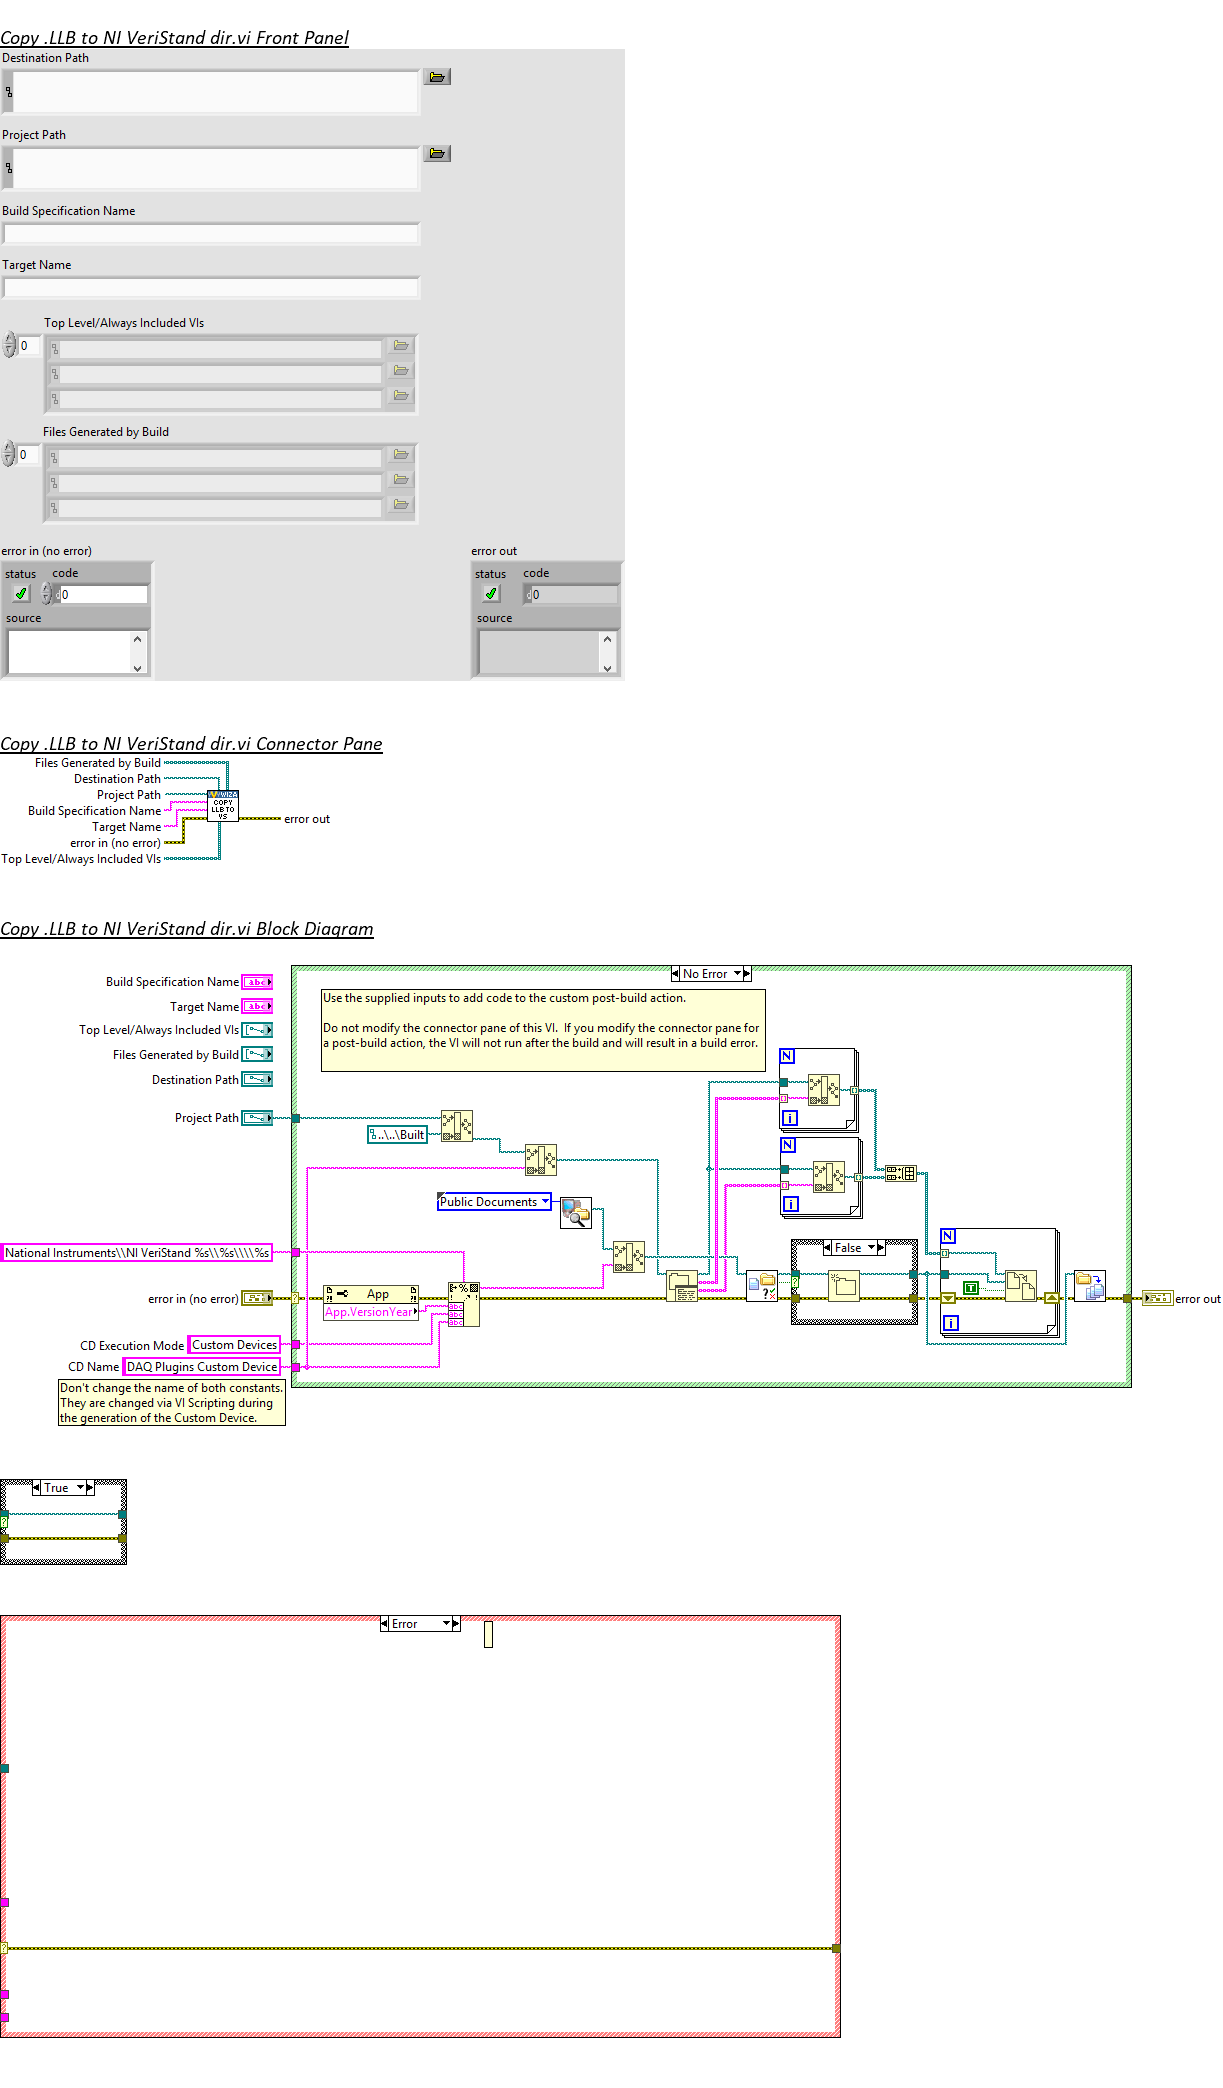 Copy .LLB to NI VeriStand dir.vi Front Panel
Destination Path
Project Path
Build Specification Name
Target Name
Top Level/Always Included VIs
0
Files Generated by Build
0
error in (no error)
error out
status
code
status
code
d
0
d
0
source
source
Copy .LLB to NI VeriStand dir.vi Connector Pane
Files Generated by Build
Destination Path
Project Path
Build Specification Name
Target Name
error in (no error)
Top Level/Always Included VIs
COPY
LLB TO
VS
error out
Copy .LLB to NI VeriStand dir.vi Block Diagram
No Error
Build Specification Name
abc
Target Name
abc
Top Level/Always Included VIs
Files Generated by Build
Destination Path
Project Path
Use the supplied inputs to add code to the custom post-build action.
Do not modify the connector pane of this VI.  If you modify the connector pane for
a post-build action, the VI will not run after the build and will result in a build error.
N
i
..\..\Built
N
i
Public Documents
National Instruments\\NI VeriStand %s\\%s\\\\%s
False
N
T
i
error in (no error)
App
App.VersionYear
abc
abc
abc
error out
CD Execution Mode
Custom Devices
CD Name
DAQ Plugins Custom Device
Don't change the name of both constants.
They are changed via VI Scripting during
the generation of the Custom Device.
True
?
Error
?